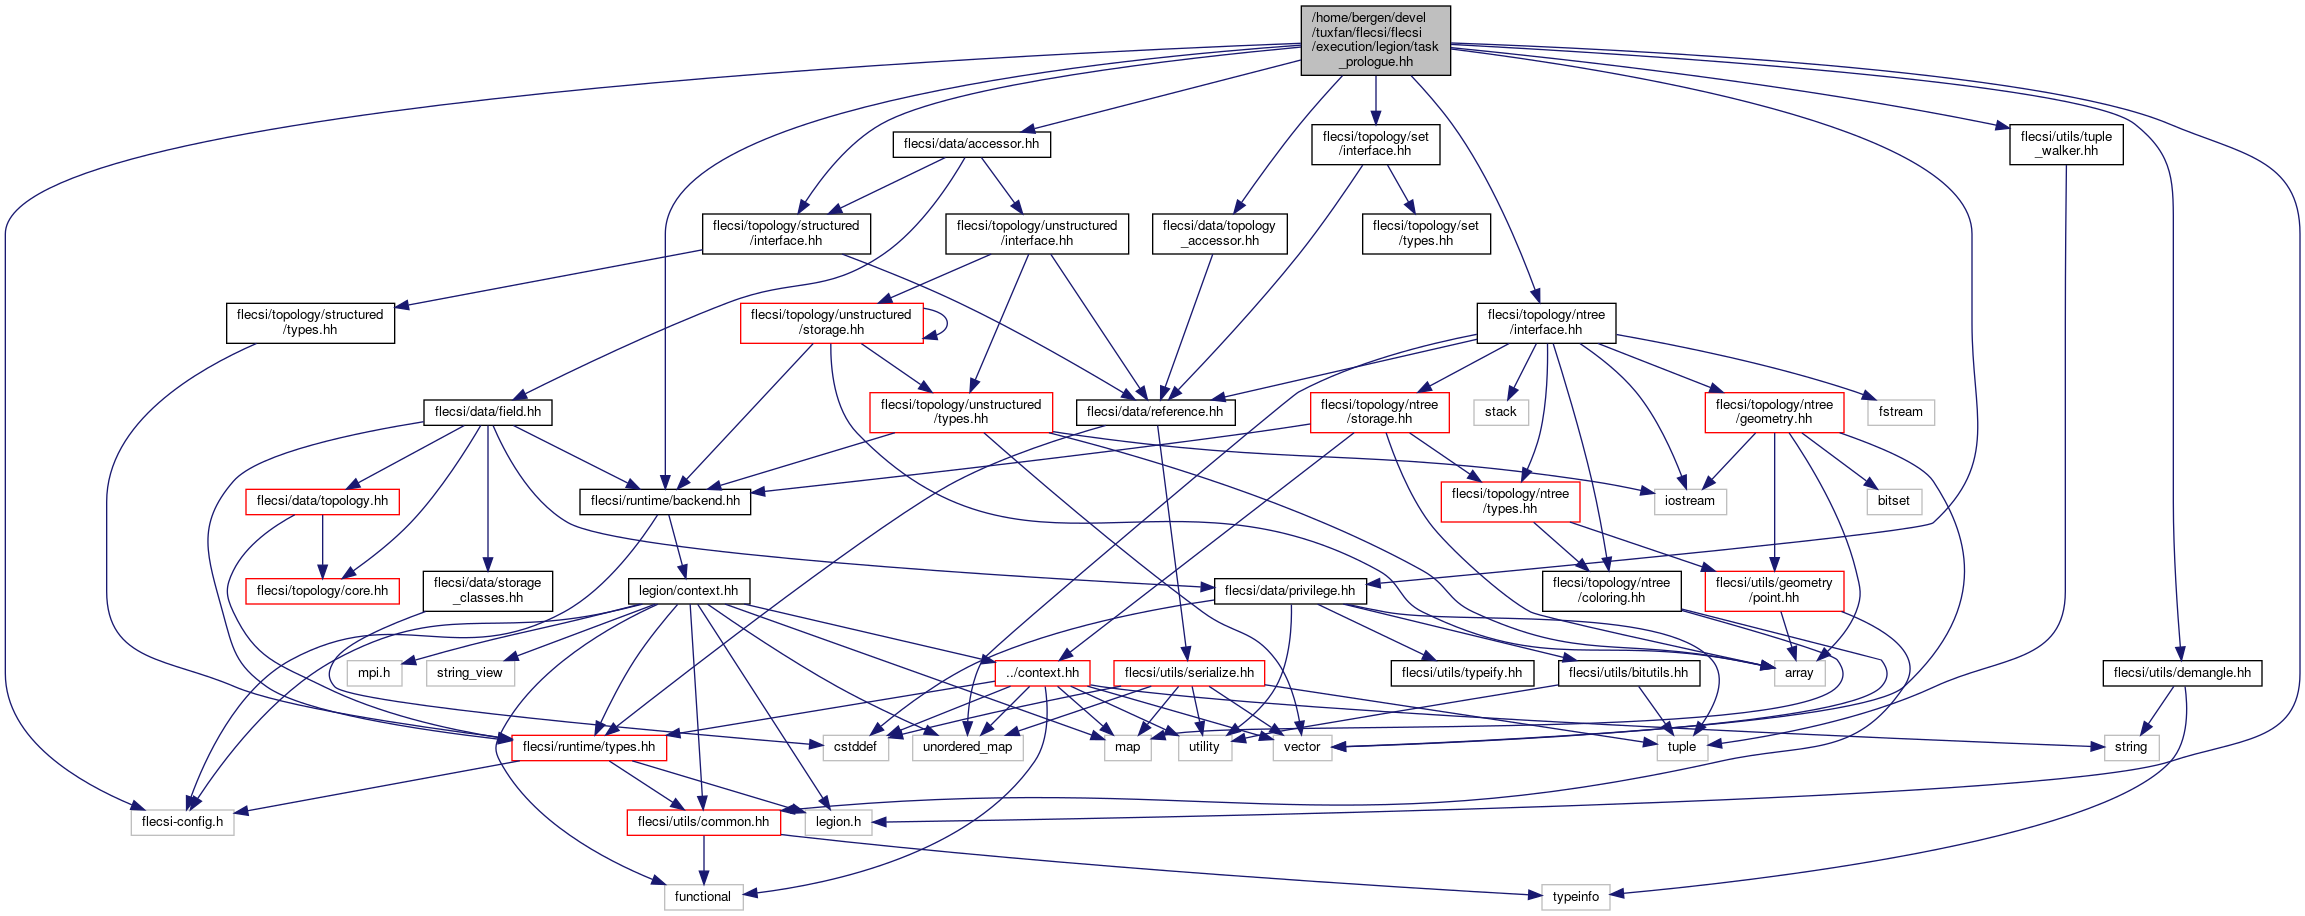 /home/bergen/devel
/tuxfan/flecsi/flecsi
/execution/legion/task
_prologue.hh
flecsi/data/accessor.hh
flecsi/topology/set
/interface.hh
flecsi/utils/tuple
_walker.hh
flecsi/topology/structured
/interface.hh
flecsi/topology/unstructured
/interface.hh
flecsi/data/topology
_accessor.hh
flecsi/topology/set
/types.hh
flecsi/topology/structured
/types.hh
flecsi/topology/unstructured
/storage.hh
flecsi/topology/ntree
/interface.hh
flecsi/data/field.hh
flecsi/topology/unstructured
/types.hh
flecsi/data/reference.hh
flecsi/topology/ntree
/storage.hh
stack
flecsi/topology/ntree
/geometry.hh
fstream
flecsi/data/topology.hh
flecsi/runtime/backend.hh
flecsi/topology/ntree
/types.hh
iostream
bitset
flecsi/topology/core.hh
flecsi/data/storage
_classes.hh
legion/context.hh
flecsi/data/privilege.hh
flecsi/topology/ntree
/coloring.hh
flecsi/utils/geometry
/point.hh
mpi.h
string_view
../context.hh
flecsi/utils/serialize.hh
flecsi/utils/typeify.hh
flecsi/utils/bitutils.hh
array
flecsi/utils/demangle.hh
flecsi/runtime/types.hh
cstddef
unordered_map
map
utility
vector
tuple
string
flecsi-config.h
flecsi/utils/common.hh
legion.h
functional
typeinfo